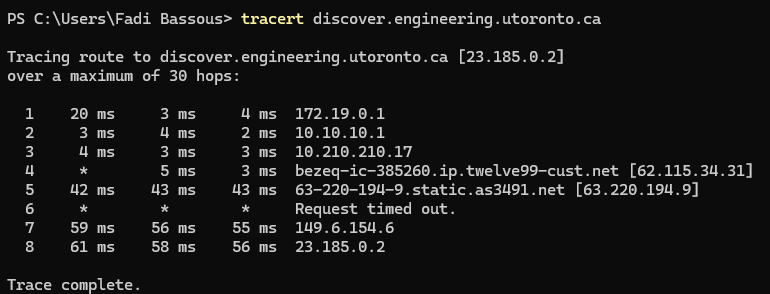 PS C:\Users\Fadi Bassous> tracert discover.engineering.utoronto.ca
Tracing route to discover.engineering.utoronto.ca [23.185.0.2]
over a maximum of 30 hops:
1 20 ms 3 ms 4 ms 172.19.0.1
2 3 ms 4 ms 2 ms 10.10.10.1
3 4 ms 3 ms 3 ms 10.210.210.17
4 * 5 ms 3 ms bezeq-ic-385260.ip.twelve99-cust.net [62.115.34.31]
5 42 ms 43 ms 43 ms 63-220-194-9.static.as3491.net [63.220.194.9]
6 * * * Request timed out.
7 59 ms 56 ms 55 ms 149.6.154.6
8 61 ms 58 ms 56 ms 23.185.0.2
Trace complete.